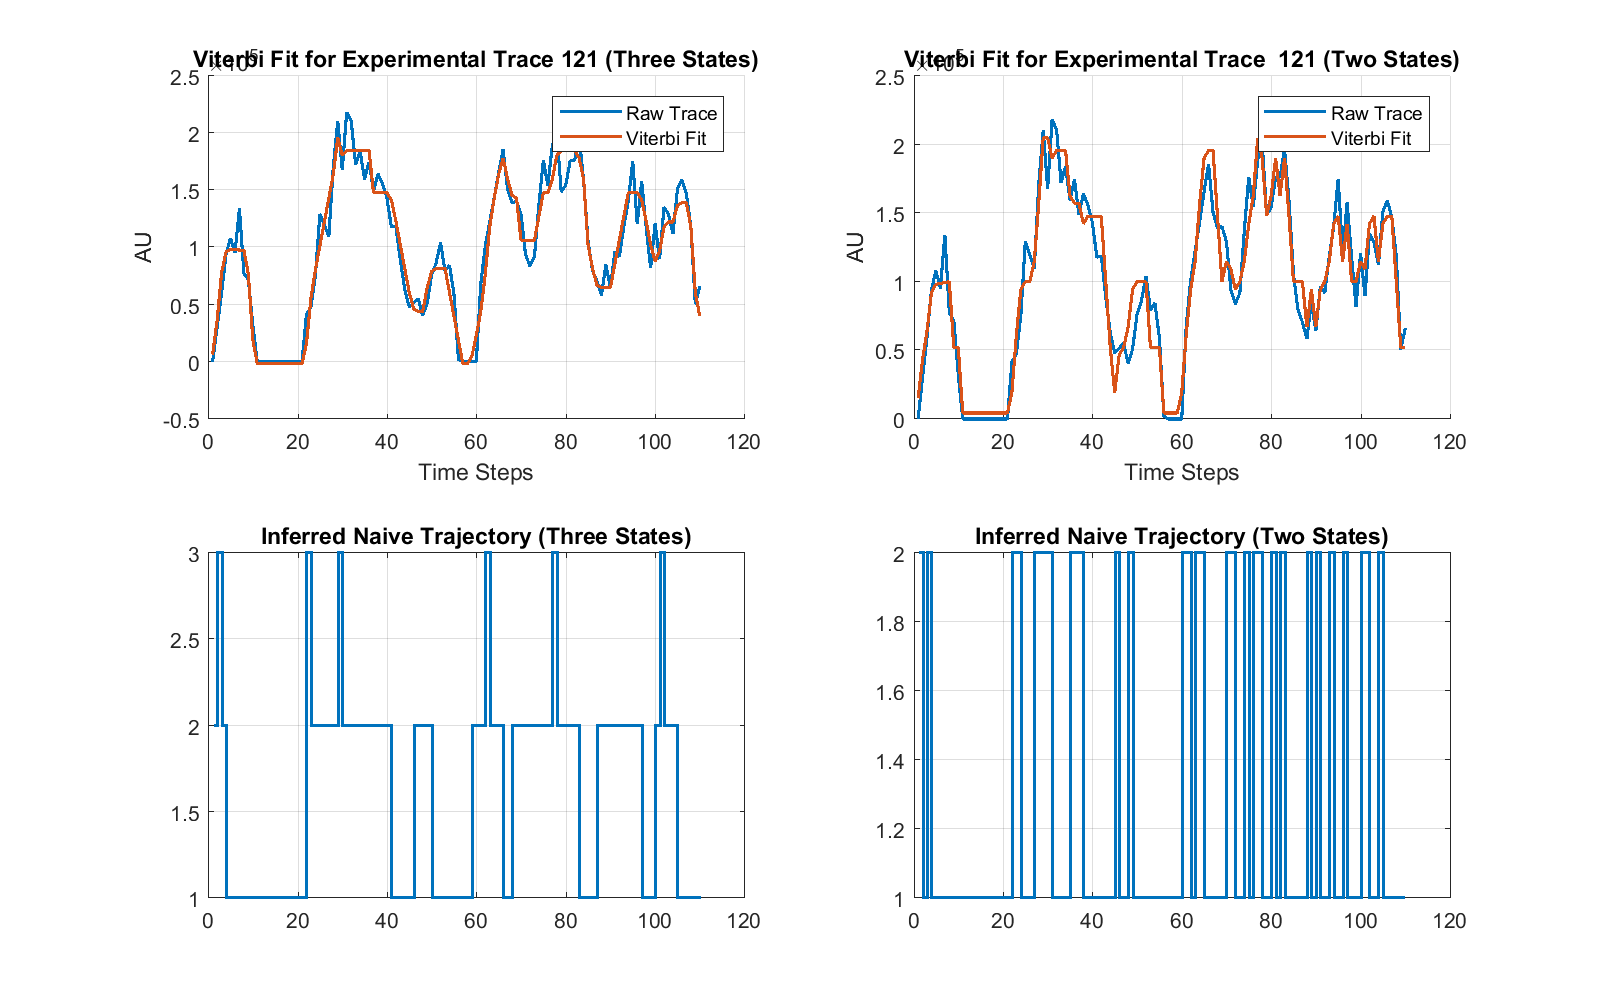 Viterbi Fit for Experimental Trace 121 (Three States)
×10^5
2.5
2
1.5
1
0.5
0
-0.5
AU
Raw Trace
Viterbi Fit
0 20 40 60 80 100 120
Time Steps
Viterbi Fit for Experimental Trace  121 (Two States)
×10^5
2.5
2
1.5
1
0.5
0
AU
Raw Trace
Viterbi Fit
0 20 40 60 80 100 120
Time Steps
Inferred Naive Trajectory (Three States)
3
2.5
2
1.5
1
0 20 40 60 80 100 120
Inferred Naive Trajectory (Two States)
2
1.8
1.6
1.4
1.2
1
0 20 40 60 80 100 120